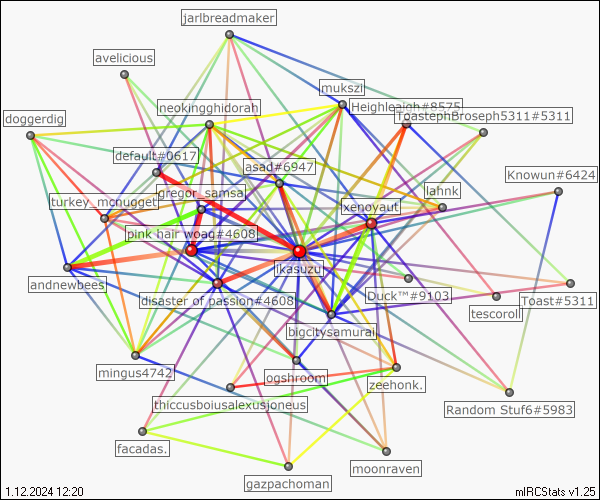 jarlbreadmaker
avelicious
mukszi
neokingghidorah
Heighleaigh#8575
ToastephBroseph5311#5311
doggerdig
default#0617
asad#6947
Knowun#6424
turkey_mcnugget
gregor_samsa
lahnk
xenoyaut
pink hair woag#4608
ikasuzu
andnewbees
disaster of passion#4608
Duck™#9103
Toast#5311
tescoroll
bigcitysamurai
mingus4742
ogshroom
zeehonk.
thiccusboiusalexusjoneus
Random Stuf6#5983
facadas.
moonraven
gazpachoman
1.12.2024 12:20
mIRCStats v1.25